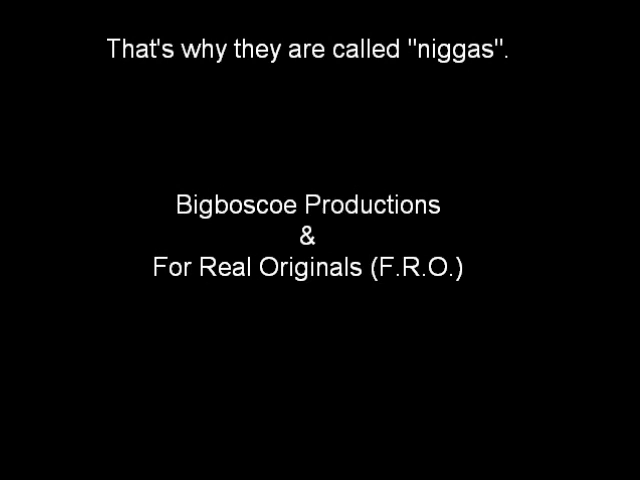 That's why they are called "niggas".
Bigboscoe Productions
&
For Real Originals (F.R.O.)